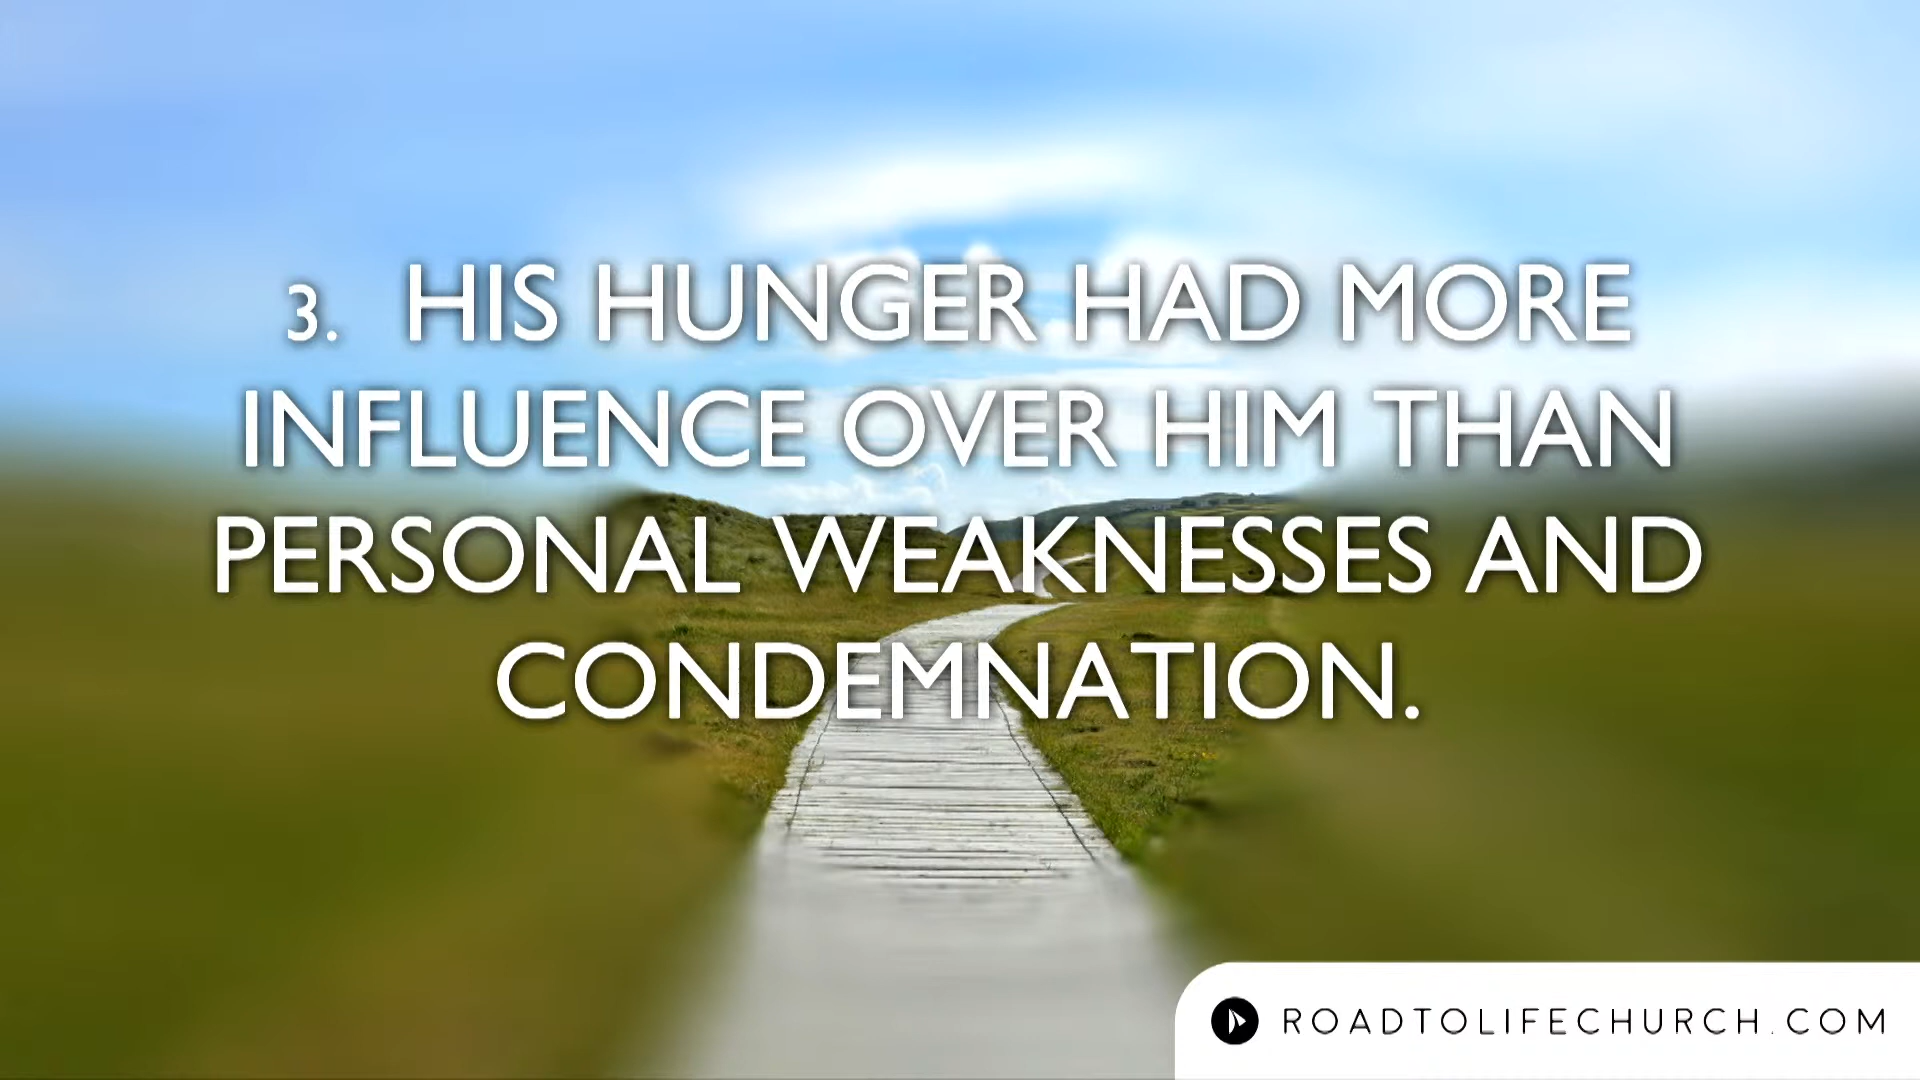 3. HIS HUNGER HAD MORE
INFLUENCE OVER HIM THAN
PERSONAL WEAKNESSES AND
CONDEMNATION.
ROADTOLIFECHURCH.COM